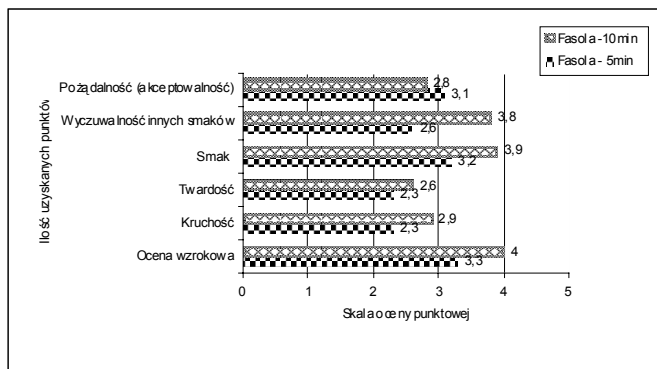 Fasola -10min
Fasola - 5min
Ilość uzyskanych punktów
Pożądalność (akceptowalność)
2,8
3,1
Wyczuwalność innych smaków
3,8
2,6
Smak
3,9
3,2
Twardość
2,6
2,3
Kruchość
2,9
2,3
Ocena wzrokowa
4
3,3
0 1 2 3 4 5
Skala oceny punktowej